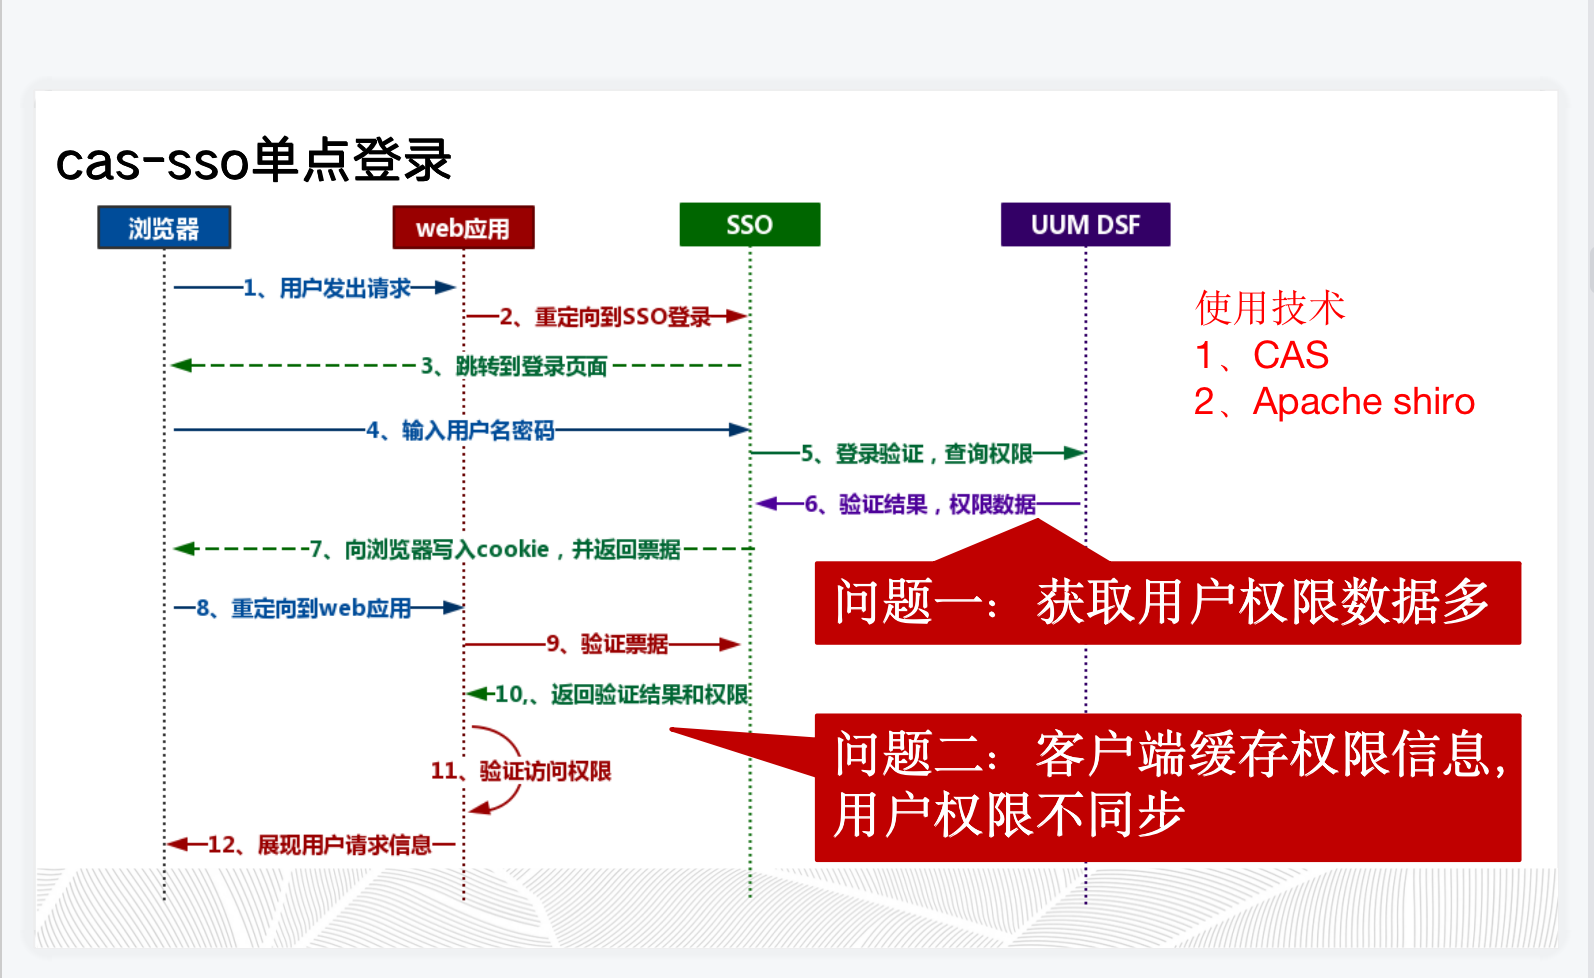 cas-sso单点登录
浏览器
web应用
SSO
UUM DSF
1、用户发出请求
2、重定向到SSO登录
使用技术
1、CAS
2、Apache shiro
3、跳转到登录页面
4、输入用户名密码
5、登录验证，查询权限
6、验证结果，权限数据
7、向浏览器写入cookie，并返回票据
问题一：获取用户权限数据多
8、重定向到web应用
9、验证票据
10,、返回验证结果和权限
问题二：客户端缓存权限信息,
用户权限不同步
11、验证访问权限
12、展现用户请求信息